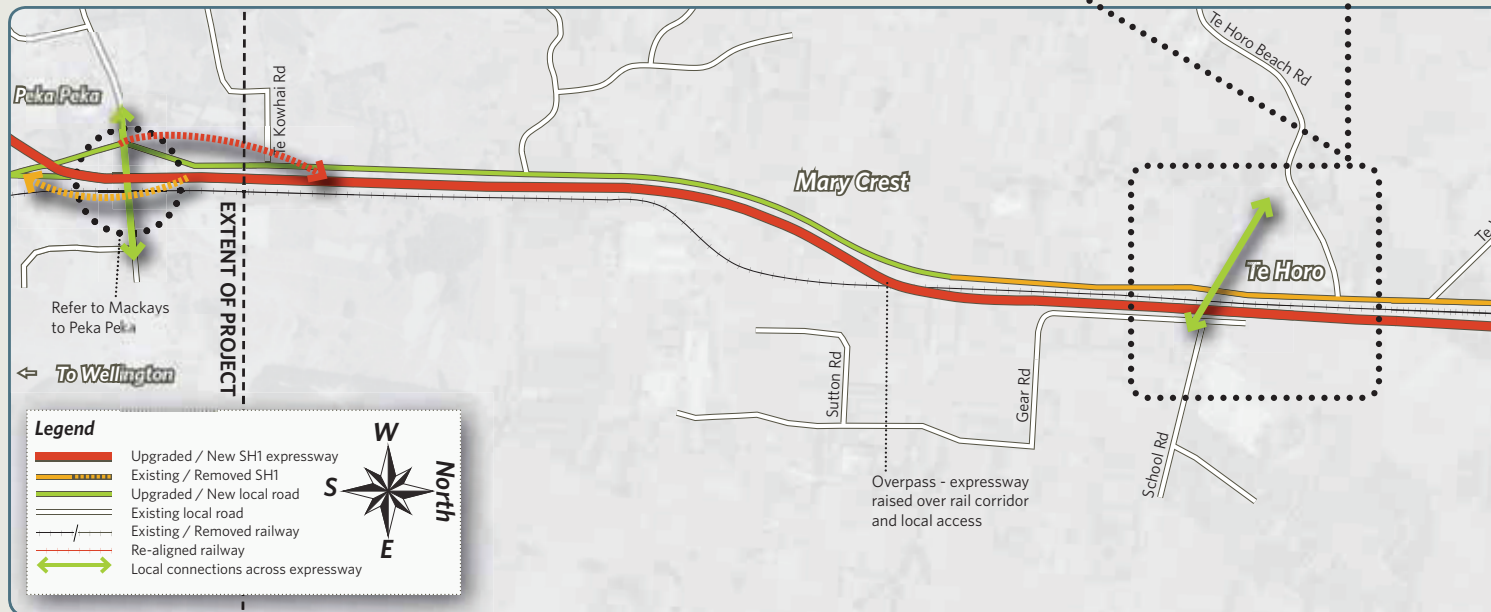 Te Horo Beach Rd
Peka Peka
Te Kowhai Rd
Mary Crest
Te Horo
Te
EXTENT OF PROJECT
Refer to Mackays
to Peka Peka
To Wellington
Sutton Rd
Gear Rd
School Rd
Overpass - expressway
raised over rail corridor
and local access
Legend
Upgraded / New SH1 expressway
Existing / Removed SH1
Upgraded / New local road
Existing local road
Existing / Removed railway
Re-aligned railway
Local connections across expressway
W
S
North
E